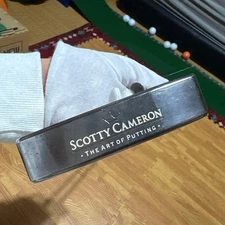 SCOTTY CAMERON
• THE ART OF PUTTING •